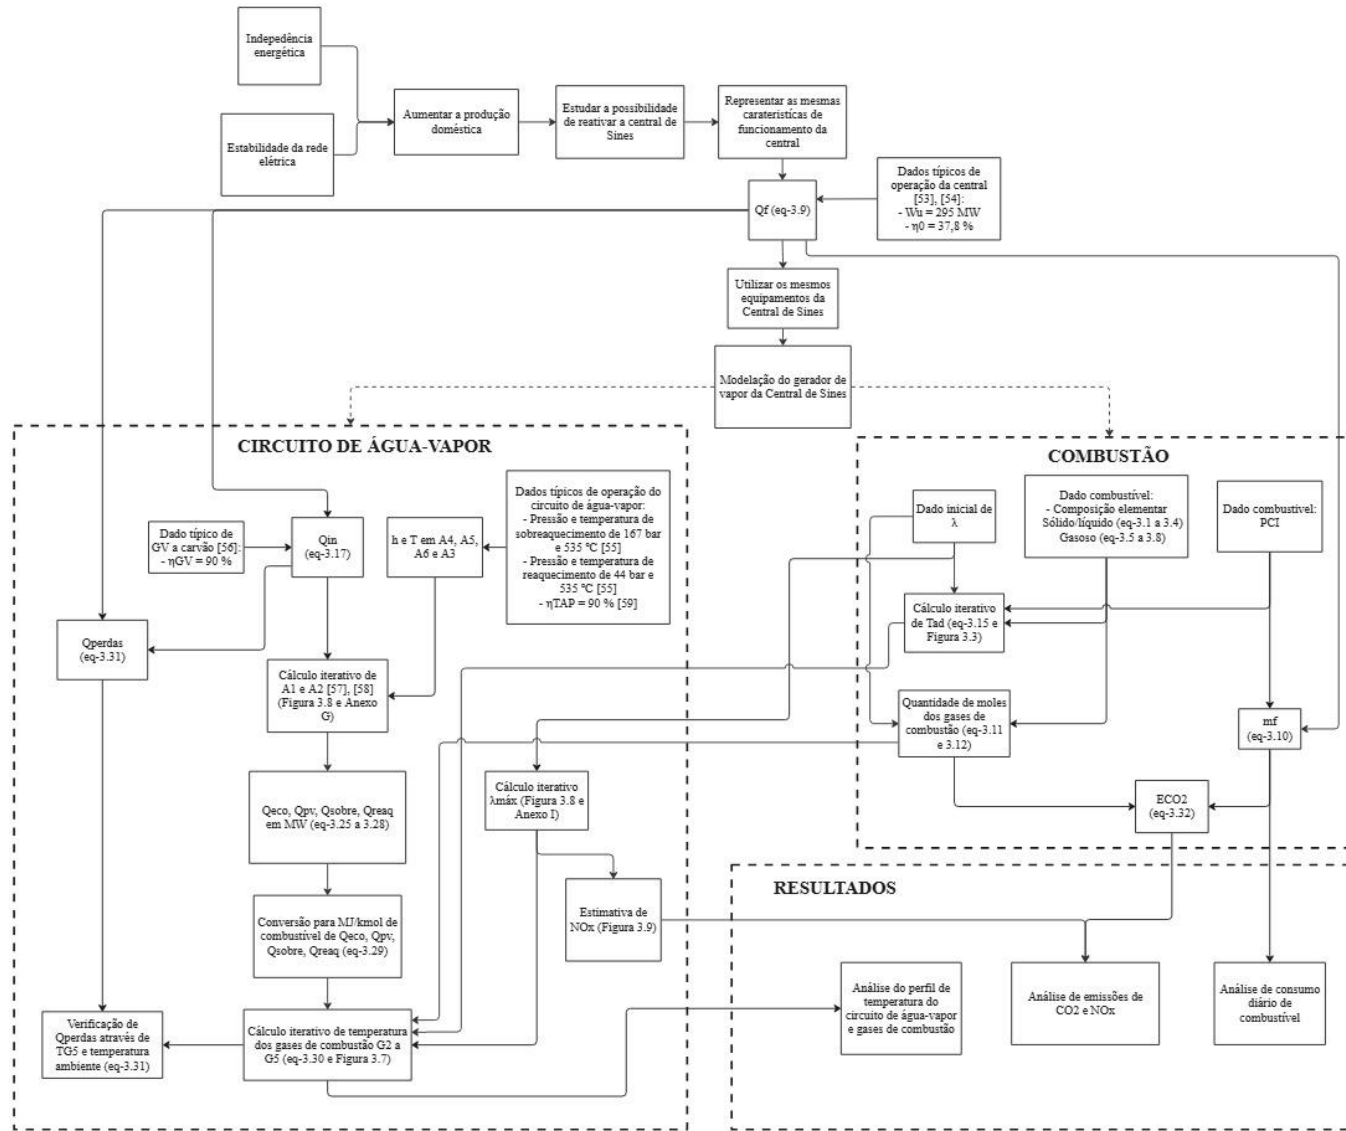 Indepedência
energética
Estabilidade da rede
elétrica
Aumentar a produção
doméstica
Estudar a possibilidade
de reativar a central de
Sines
Representar as mesmas
caraterísticas de
funcionamento da
central
Qf (eq-3.9)
Dados típicos de
operação da central
[53], [54]:
- Wu = 295 MW
- η0 = 37,8 %
Utilizar os mesmos
equipamentos da
Central de Sines
Modelação do gerador de
vapor da Central de Sines
CIRCUITO DE ÁGUA-VAPOR
Dado típico de
GV a carvão [56]:
- ηGV = 90 %
Qin
(eq-3.17)
h e T em A4, A5,
A6 e A3
Dados típicos de operação do
circuito de água-vapor:
- Pressão e temperatura de
sobreaquecimento de 167 bar
e 535 ºC [55]
- Pressão e temperatura de
reaquecimento de 44 bar e
535 ºC [55]
- ηTAP = 90 % [59]
Qperdas
(eq-3.31)
Cálculo iterativo de
A1 e A2 [57], [58]
(Figura 3.8 e Anexo
G)
Qeco, Qpv, Qsobre, Qreaq
em MW (eq-3.25 a 3.28)
Cálculo iterativo
λmáx (Figura 3.8 e
Anexo I)
Conversão para MJ/kmol de
combustível de Qeco, Qpv,
Qsobre, Qreaq (eq-3.29)
Estimativa de
NOx (Figura 3.9)
Verificação de
Qperdas através de
TG5 e temperatura
ambiente (eq-3.31)
Cálculo iterativo de temperatura
dos gases de combustão G2 a
G5 (eq-3.30 e Figura 3.7)
COMBUSTÃO
Dado inicial de
λ
Dado combustível:
- Composição elementar
Sólido/líquido (eq-3.1 a 3.4)
Gasoso (eq-3.5 a 3.8)
Dado combustível:
PCI
Cálculo iterativo
de Tad (eq-3.15 e
Figura 3.3)
Quantidade de moles
dos gases de
combustão (eq-3.11
e 3.12)
mf
(eq-3.10)
ECO2
(eq-3.32)
RESULTADOS
Análise do perfil de
temperatura do
circuito de água-vapor
e gases de combustão
Análise de emissões de
CO2 e NOx
Análise de consumo
diário de
combustível